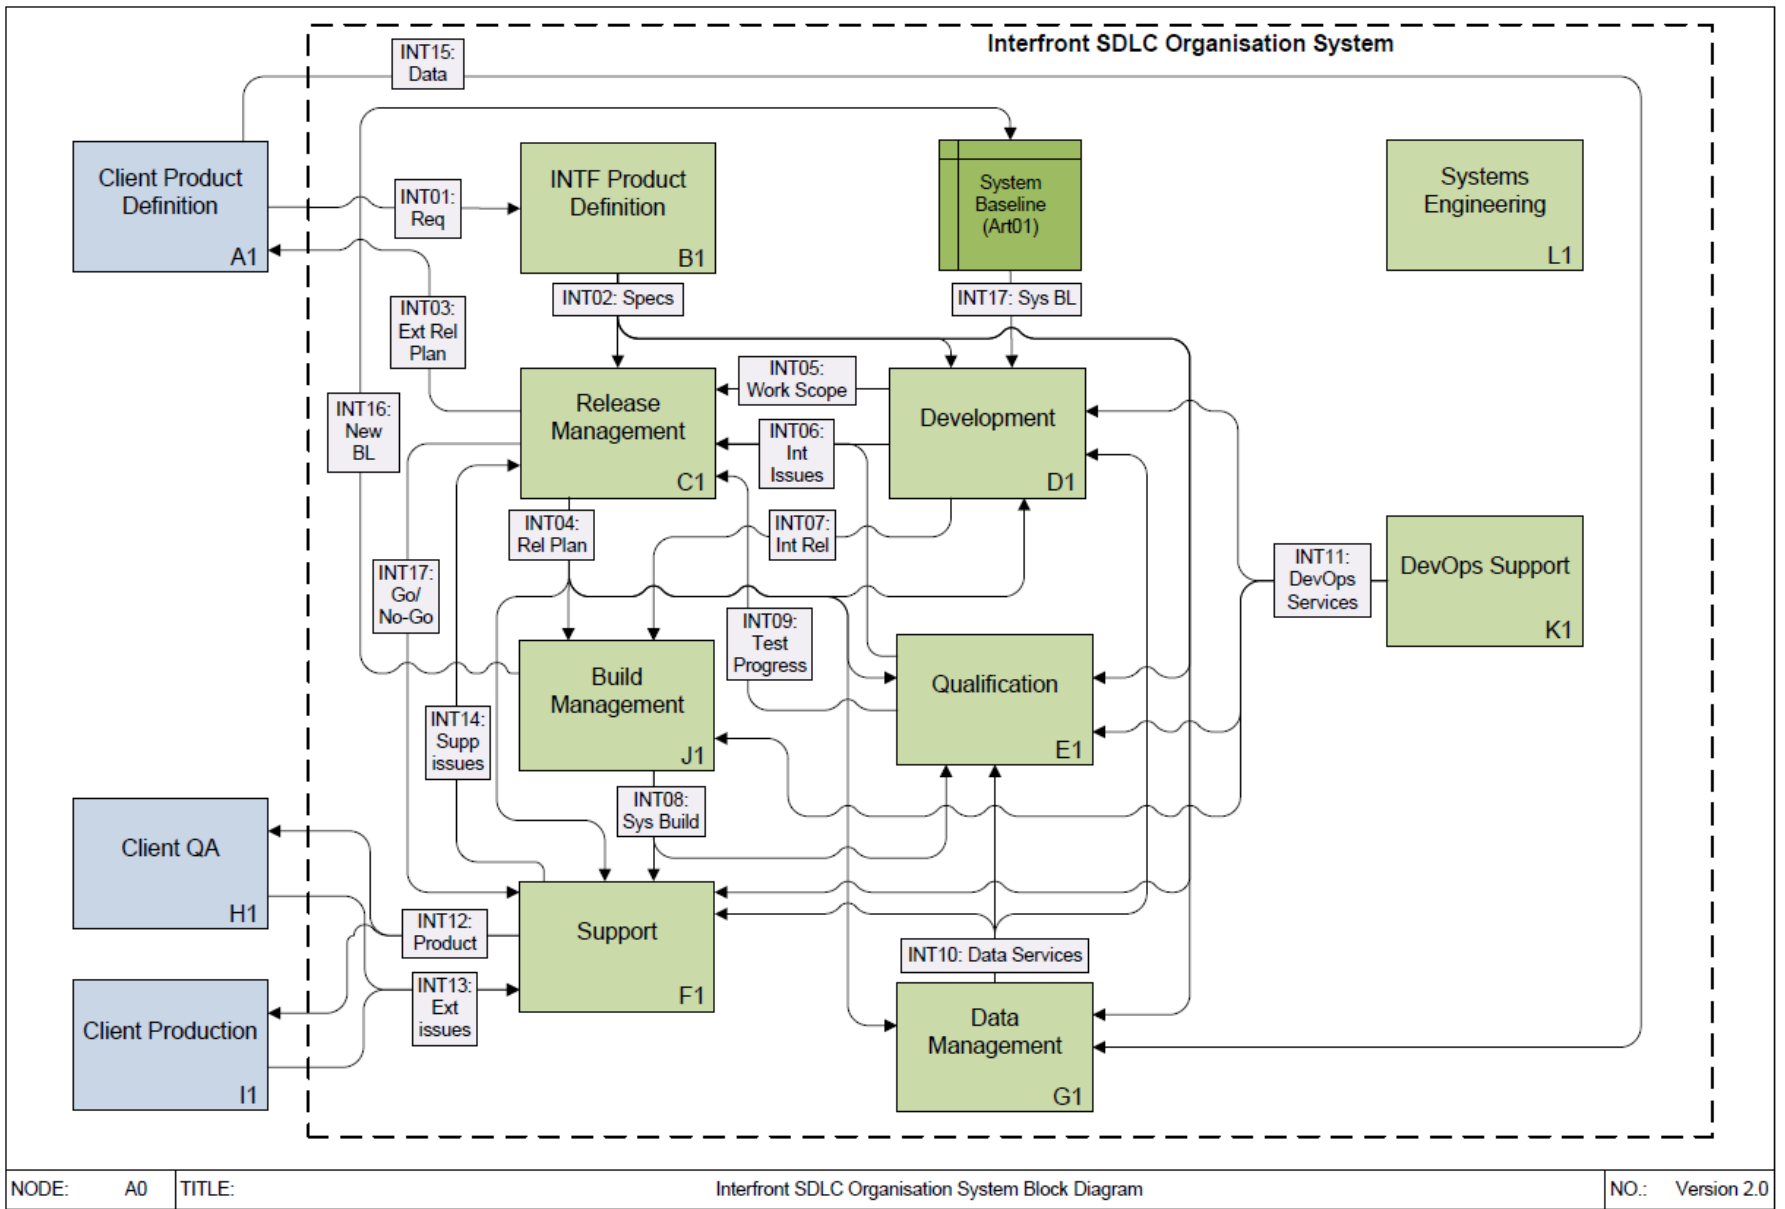 Interfront SDLC Organisation System
INT15:
Data
Client Product
Definition
A1
INT01:
Req
INTF Product
Definition
B1
System
Baseline
(Art01)
Systems
Engineering
L1
INT03:
Ext Rel
Plan
INT02: Specs
INT17: Sys BL
INT16:
New
BL
Release
Management
C1
INT05:
Work Scope
INT06:
Int
Issues
Development
D1
INT04:
Rel Plan
INT07:
Int Rel
INT17:
Go/
No-Go
INT11:
DevOps
Services
DevOps Support
K1
INT09:
Test
Progress
Build
Management
J1
Qualification
E1
INT14:
Supp
issues
INT08:
Sys Build
Client QA
H1
INT12:
Product
Support
F1
INT10: Data Services
INT13:
Ext
issues
Client Production
I1
Data
Management
G1
NODE: A0 TITLE: Interfront SDLC Organisation System Block Diagram NO.: Version 2.0